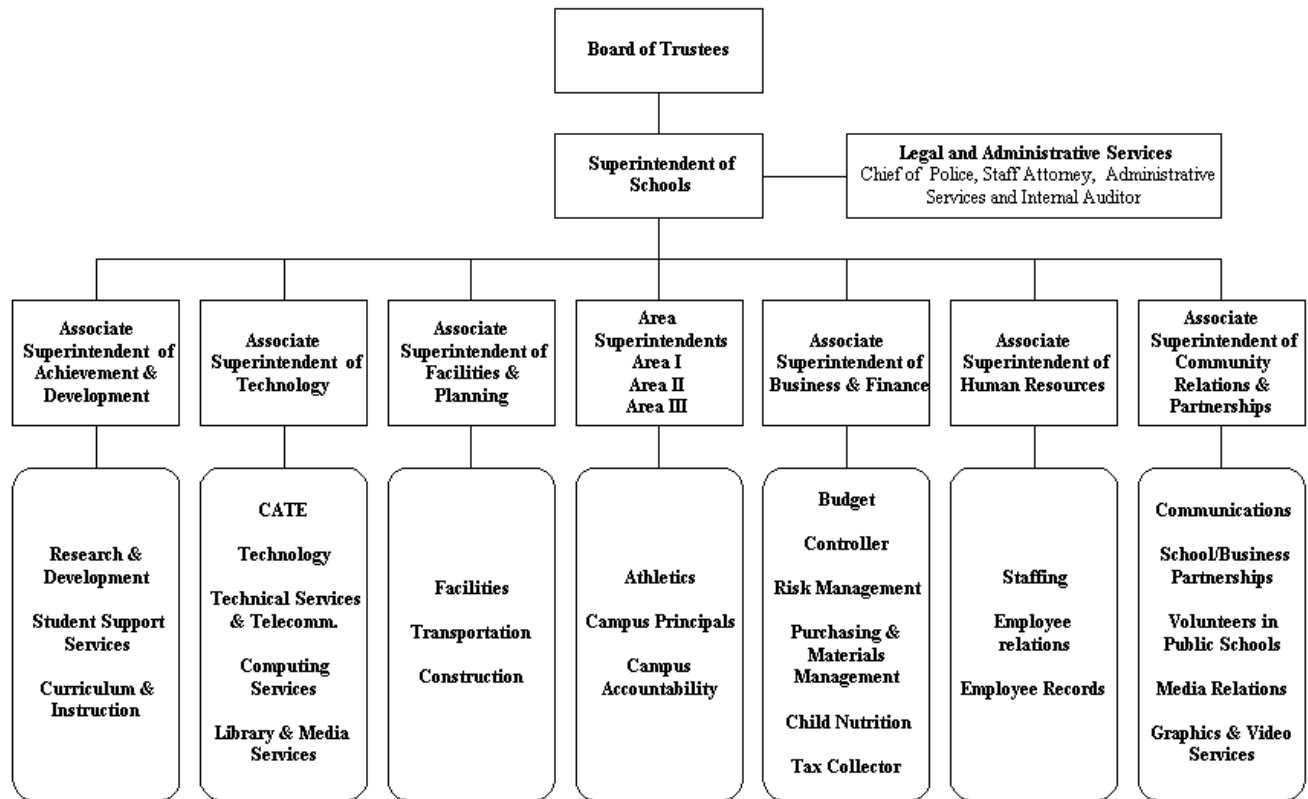 Board of Trustees
Superintendent of
Schools
Legal and Administrative Services
Chief of Police, Staff Attorney, Administrative
Services and Internal Auditor
Associate
Superintendent of
Achievement &
Development
Associate
Superintendent of
Technology
Associate
Superintendent of
Facilities &
Planning
Area
Superintendents
Area I
Area II
Area III
Associate
Superintendent of
Business & Finance
Associate
Superintendent of
Human Resources
Associate
Superintendent of
Community
Relations &
Partnerships
Research &
Development
Student Support
Services
Curriculum &
Instruction
CATE
Technology
Technical Services
& Telecomm.
Computing
Services
Library & Media
Services
Facilities
Transportation
Construction
Athletics
Campus Principals
Campus
Accountability
Budget
Controller
Risk Management
Purchasing &
Materials
Management
Child Nutrition
Tax Collector
Staffing
Employee
relations
Employee Records
Communications
School/Business
Partnerships
Volunteers in
Public Schools
Media Relations
Graphics & Video
Services